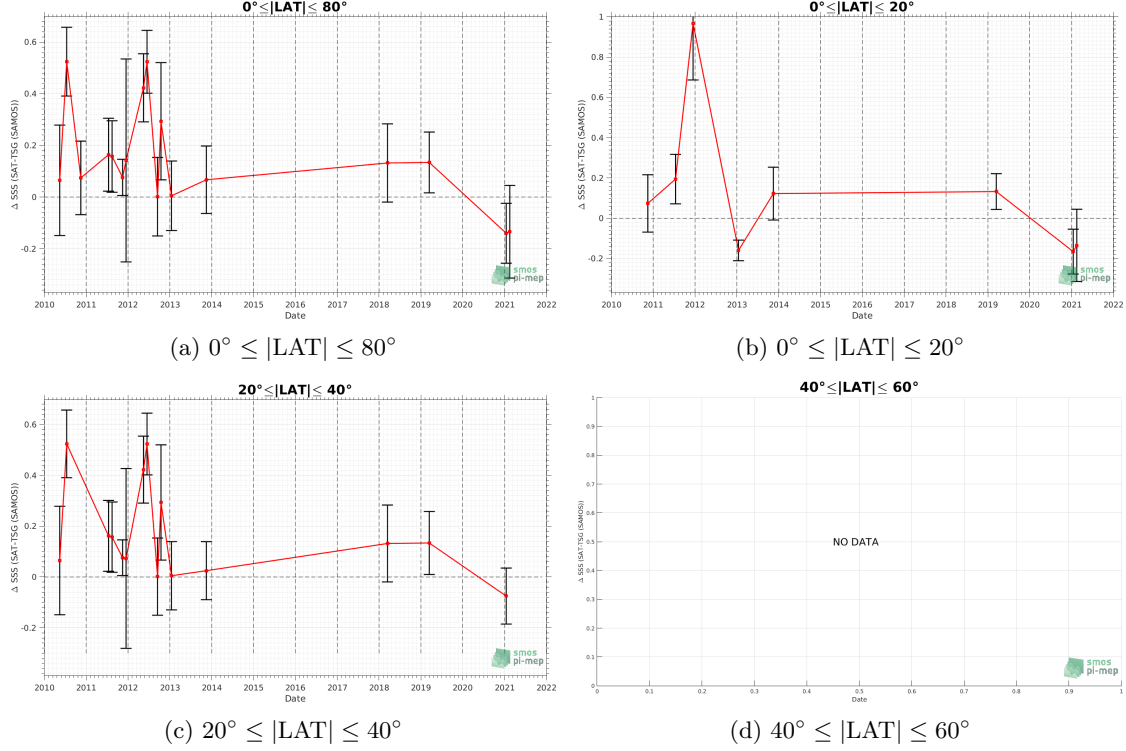 0°≤|LAT|≤ 80°
Δ SSS (SAT-TSG (SAMOS))
0.6
0.4
0.2
0
-0.2
2010 2011 2012 2013 2014 2015 2016 2017 2018 2019 2020 2021 2022
Date
smos
pi-mep
(a) 0° ≤ |LAT| ≤ 80°
0°≤|LAT|≤ 20°
Δ SSS (SAT-TSG (SAMOS))
1
0.8
0.6
0.4
0.2
0
-0.2
2010 2011 2012 2013 2014 2015 2016 2017 2018 2019 2020 2021 2022
Date
smos
pi-mep
(b) 0° ≤ |LAT| ≤ 20°
20°≤|LAT|≤ 40°
Δ SSS (SAT-TSG (SAMOS))
0.6
0.4
0.2
0
-0.2
2010 2011 2012 2013 2014 2015 2016 2017 2018 2019 2020 2021 2022
Date
smos
pi-mep
(c) 20° ≤ |LAT| ≤ 40°
40°≤|LAT|≤ 60°
Δ SSS (SAT-TSG (SAMOS))
1
0.9
0.8
0.7
0.6
0.5
0.4
0.3
0.2
0.1
0
NO DATA
0 0.1 0.2 0.3 0.4 0.5 0.6 0.7 0.8 0.9 1
Date
smos
pi-mep
(d) 40° ≤ |LAT| ≤ 60°